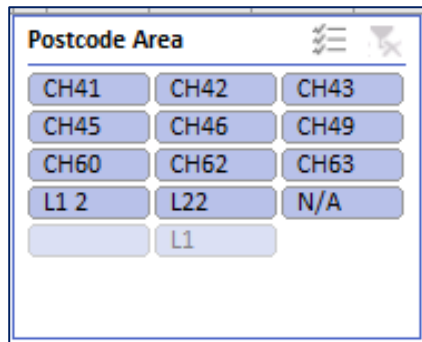 Postcode Area
CH41 CH42 CH43
CH45 CH46 CH49
CH60 CH62 CH63
L1 2 L22 N/A
L1